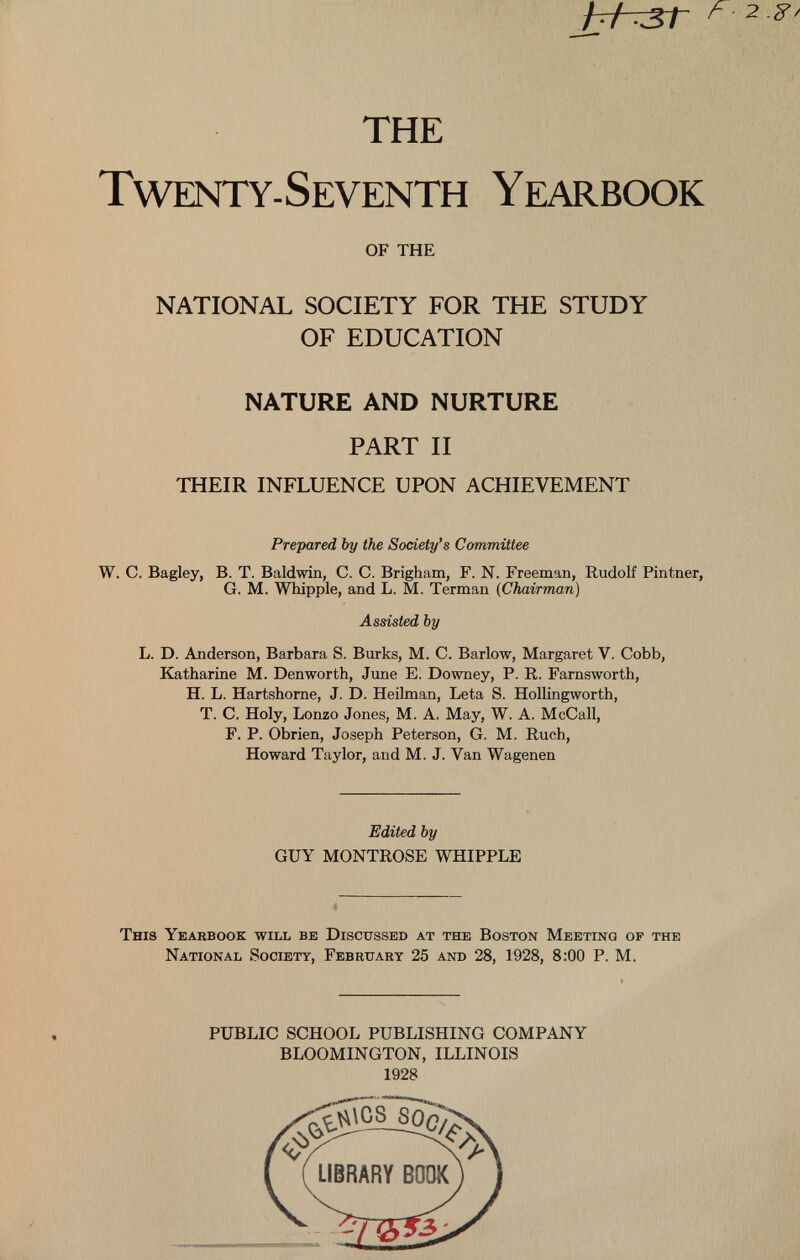 F. 2.8
THE
TWENTY-SEVENTH YEARBOOK
OF THE
NATIONAL SOCIETY FOR THE STUDY
OF EDUCATION
NATURE AND NURTURE
PART II
THEIR INFLUENCE UPON ACHIEVEMENT
Prepared by the Society's Committee
W. C. Bagley, B. T. Baldwin, C. C. Brigham, F. N. Freeman, Rudolf Pintner,
G. M. Whipple, and L. M. Terman (Chairman)
Assisted by
L. D. Anderson, Barbara S. Burks, M. C. Barlow, Margaret V. Cobb,
Katharine M. Denworth, June E. Downey, P. R. Farnsworth,
H. L. Hartshorne, J. D. Heilman, Leta S. Hollingworth,
T. C. Holy, Lonzo Jones, M. A. May, W. A. McCall,
F. P. Obrien, Joseph Peterson, G. M. Ruch,
Howard Taylor, and M. J. Van Wagenen
Edited by
GUY MONTROSE WHIPPLE
THIS YEARBOOK WILL BE DISCUSSED AT THE BOSTON MEETING OF THE
NATIONAL SOCIETY, FEBRUARY 25 AND 28, 1928, 8:00 P. M.
PUBLIC SCHOOL PUBLISHING COMPANY
BLOOMINGTON, ILLINOIS
1928
EUGENICS SOCIETY
LIBRARY BOOK